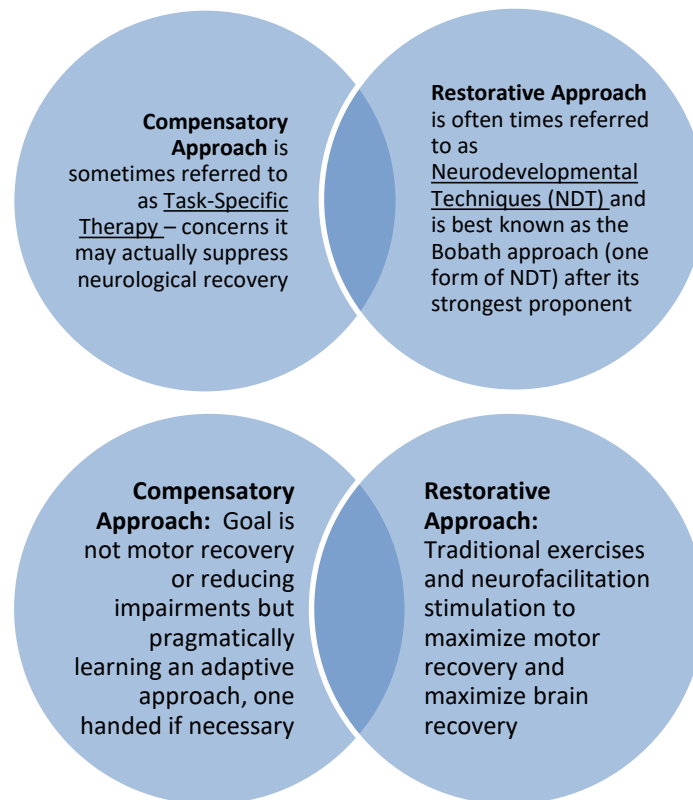 Compensatory
Approach is
sometimes referred to
as Task-Specific
Therapy – concerns it
may actually suppress
neurological recovery
Restorative Approach
is often times referred
to as
Neurodevelopmental
Techniques (NDT) and
is best known as the
Bobath approach (one
form of NDT) after its
strongest proponent
Compensatory
Approach: Goal is
not motor recovery
or reducing
impairments but
pragmatically
learning an adaptive
approach, one
handed if necessary
Restorative
Approach:
Traditional exercises
and neurofacilitation
stimulation to
maximize motor
recovery and
maximize brain
recovery